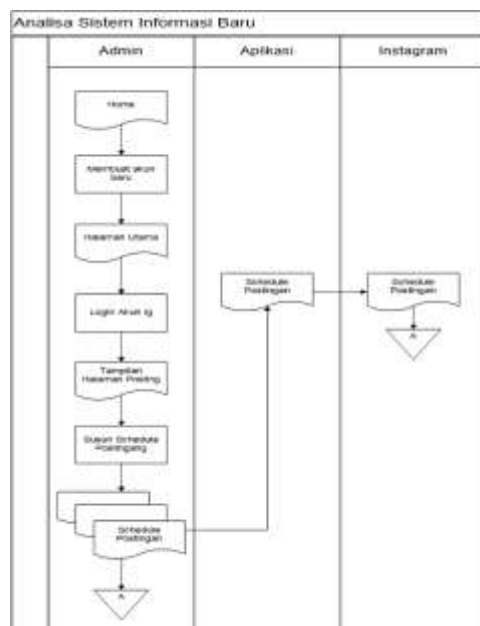 Analisa Sistem Informasi Baru
Admin
Aplikasi
Instagram
Home
Membuat akun
baru
Halaman Utama
Login Akun Ig
Tampilan
Halaman Posting
Susun Schedule
Schedule
Postingan
A
Schedule
Postingan
Schedule
Postingan
A